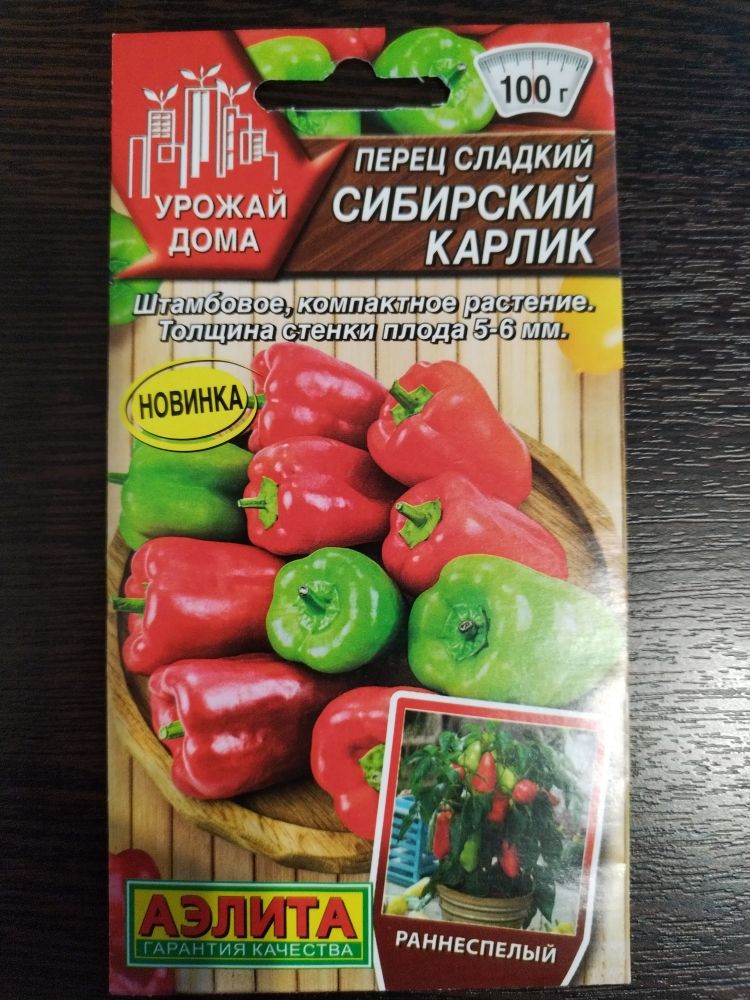 100 г
УРОЖАЙ
ДОМА
ПЕРЕЦ СЛАДКИЙ
СИБИРСКИЙ
КАРЛИК
Штамбовое, компактное растение.
Толщина стенки плода 5-6 мм.
НОВИНКА
АЭЛИТА
ГАРАНТИЯ КАЧЕСТВА
РАННЕСПЕЛЫЙ